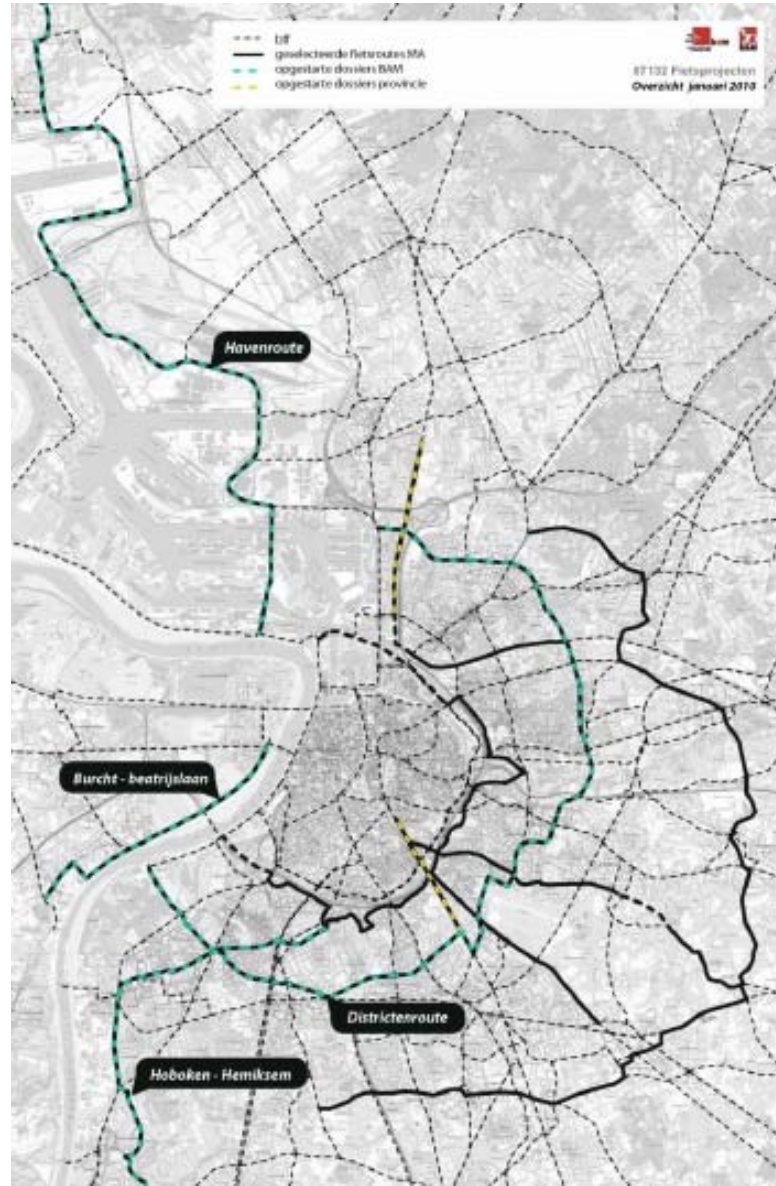 bff
geselecteerde fietsroutes MA
opgestarte dossiers BAM
opgestarte dossiers provincie
07132 Fietsprojecten
Overzicht januari 2010
Havenroute
Burcht - beatrijslaan
Districtenroute
Hoboken - Hemiksem